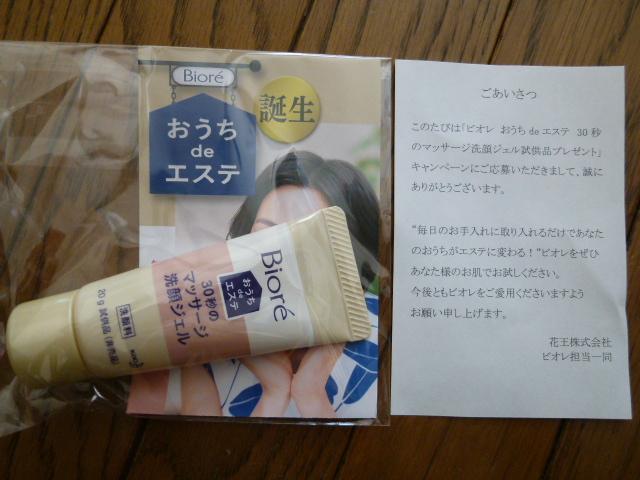 Bioré
おうち
de
エステ
誕生
Bioré
おうち
de
エステ
30秒の
マッサージ
洗顔ジェル
洗顔料
20g 試供品(非売品)
ごあいさつ
このたびは「ビオレ おうち de エステ 30 秒
のマッサージ洗顔ジェル試供品プレゼント」
キャンペーンにご応募いただきまして、誠に
ありがとうございます。
“毎日のお手入れに取り入れるだけであなた
のおうちがエステに変わる！”ビオレをぜひ
あなた様のお肌でお試しください。
今後ともビオレをご愛用くださいますよう
お願い申し上げます。
花王株式会社
ビオレ担当一同